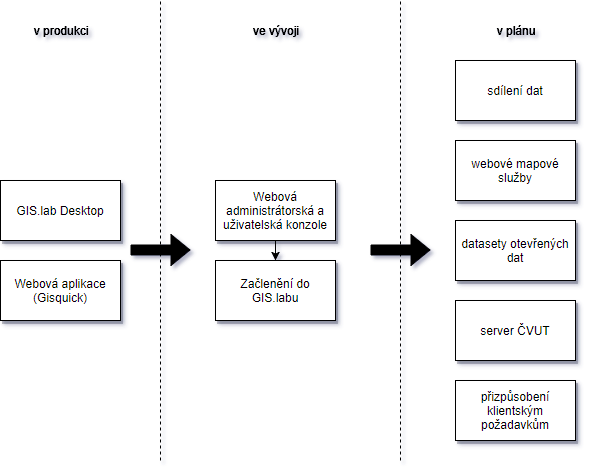 v produkci
GIS.lab Desktop
Webová aplikace
(Gisquick)
ve vývoji
Webová
administrátorská a
uživatelská konzole
Začlenění do
GIS.labu
v plánu
sdílení dat
webové mapové
služby
datasety otevřených
dat
server ČVUT
přizpůsobení
klientským
požadavkům